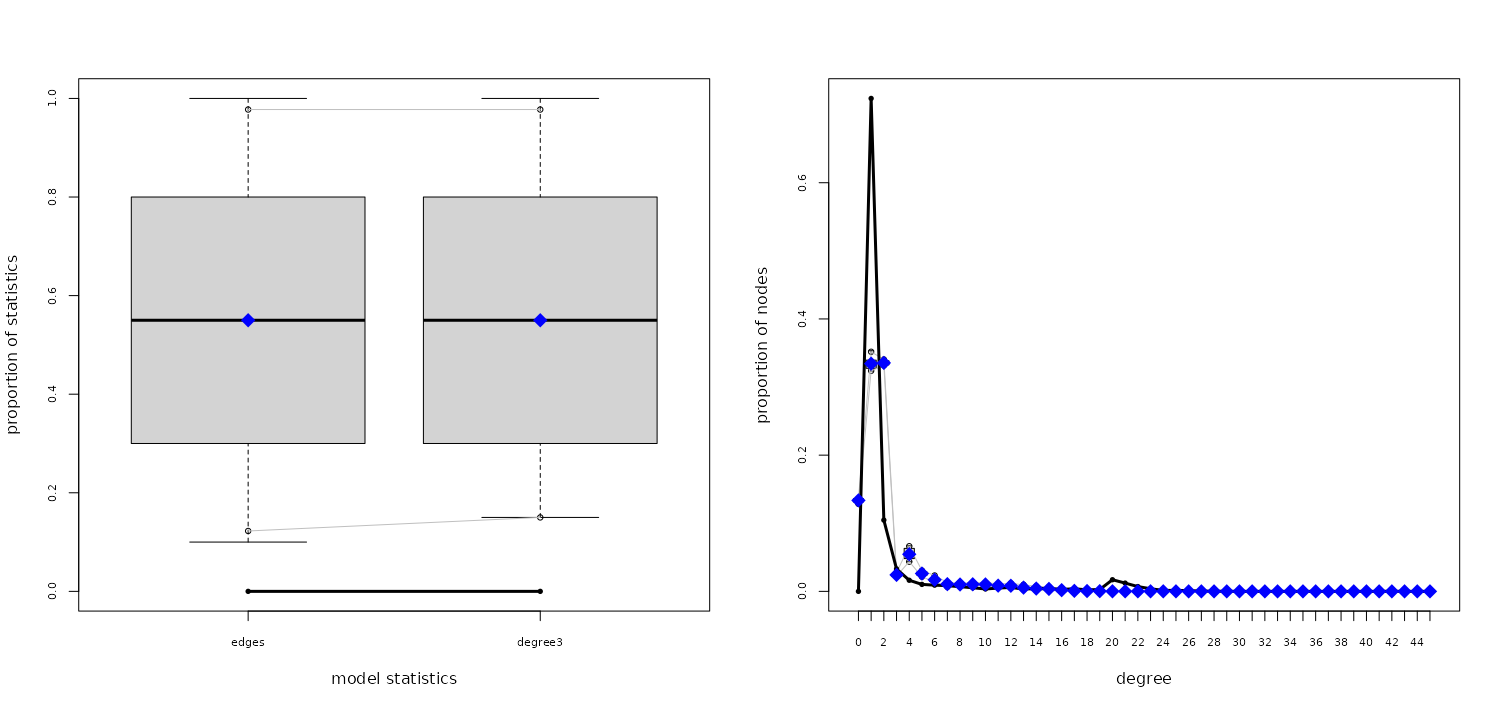 proportion of statistics
1.0
0.8
0.6
0.4
0.2
0.0
edges degree3
model statistics
proportion of nodes
0.6
0.4
0.2
0.0
0 2 4 6 8 10 12 14 16 18 20 22 24 26 28 30 32 34 36 38 40 42 44
degree